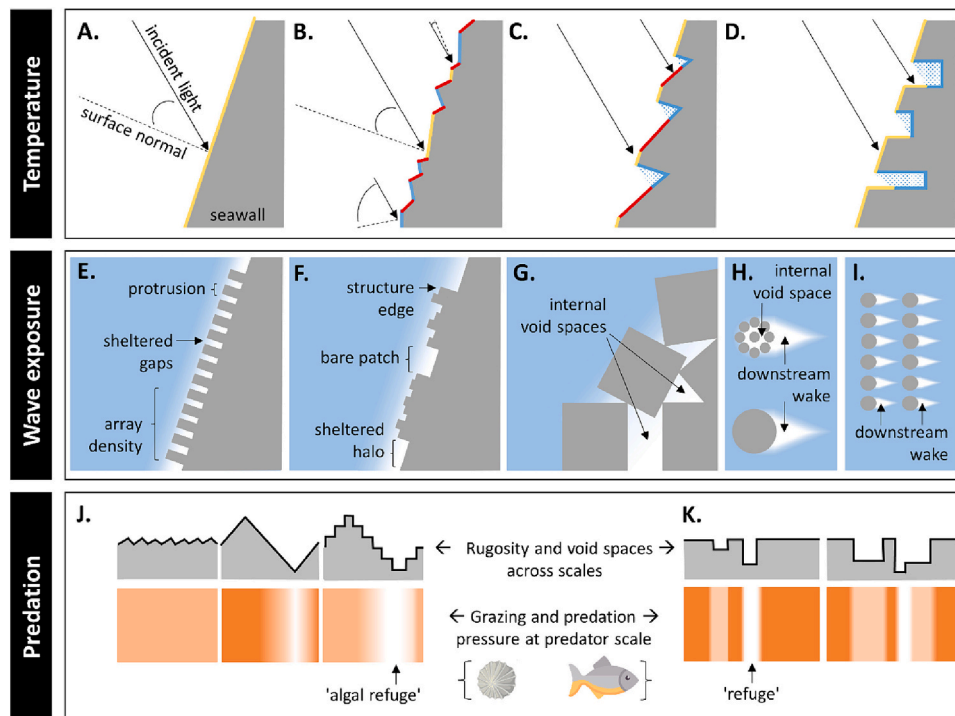 Temperature
A.
incident light
surface normal
seawall
B.
C.
D.
Wave exposure
E.
protrusion
sheltered
gaps
array
density
F.
structure
edge
bare patch
sheltered
halo
G.
internal
void spaces
H.
internal
void space
downstream
wake
I.
downstream
wake
Predation
J.
K.
← Rugosity and void spaces →
across scales
← Grazing and predation →
pressure at predator scale
'algal refuge'
'refuge'